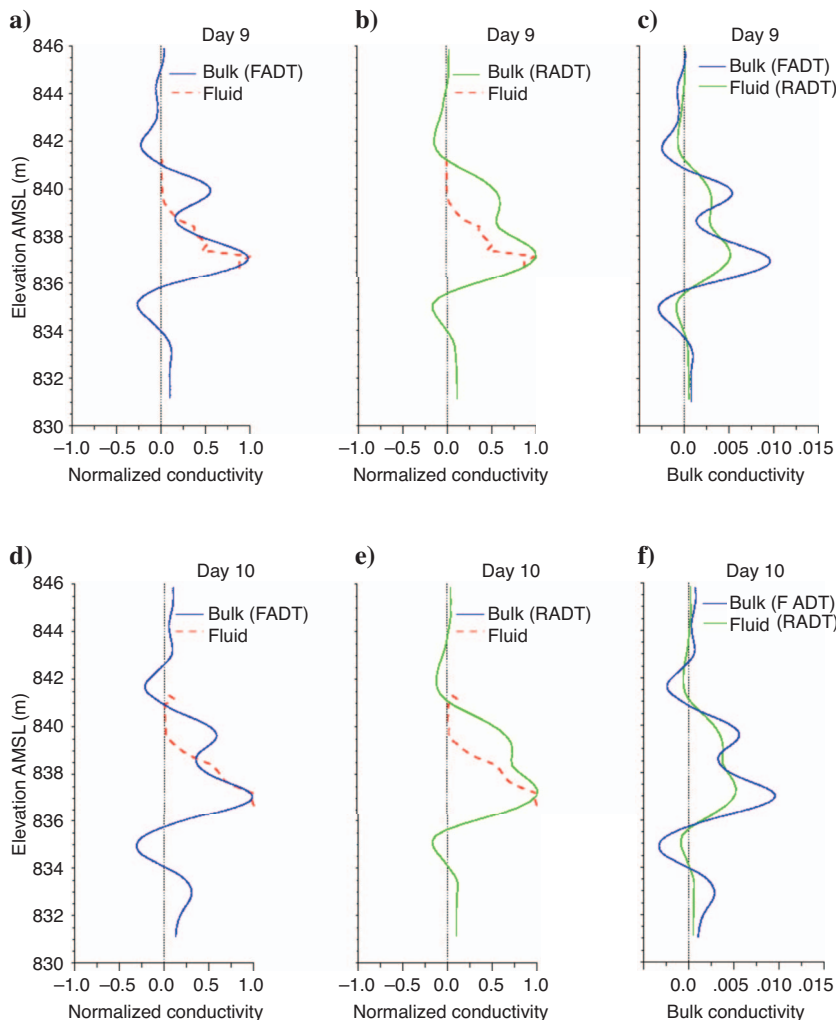 a)
Day 9
Bulk (FADT)
Fluid
846
844
842
840
838
836
834
832
830
Elevation AMSL (m)
–1.0 –0.5 0.0 0.5 1.0
Normalized conductivity
b)
Day 9
Bulk (RADT)
Fluid
–1.0 –0.5 0.0 0.5 1.0
Normalized conductivity
c)
Day 9
Bulk (FADT)
Fluid (RADT)
0.0 .005 .010 .015
Bulk conductivity
d)
Day 10
Bulk (FADT)
Fluid
846
844
842
840
838
836
834
832
830
Elevation AMSL (m)
–1.0 –0.5 0.0 0.5 1.0
Normalized conductivity
e)
Day 10
Bulk (RADT)
Fluid
–1.0 –0.5 0.0 0.5 1.0
Normalized conductivity
f)
Day 10
Bulk (F ADT)
Fluid (RADT)
0.0 .005 .010 .015
Bulk conductivity